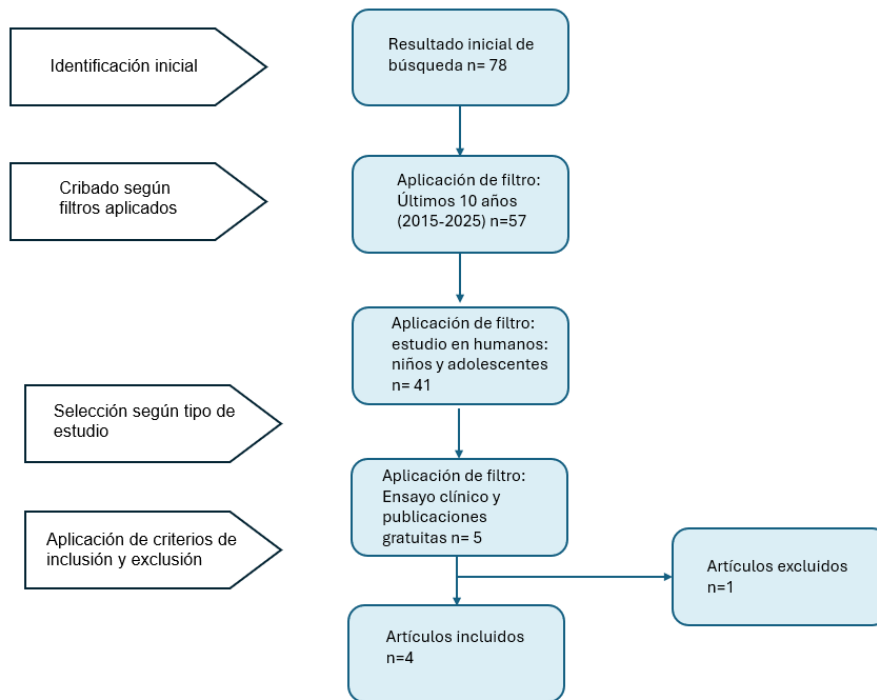 Identificación inicial
Resultado inicial de
búsqueda n= 78
Cribado según
filtros aplicados
Aplicación de filtro:
Últimos 10 años
(2015-2025) n=57
Aplicación de filtro:
estudio en humanos:
niños y adolescentes
n= 41
Selección según tipo de
estudio
Aplicación de filtro:
Ensayo clínico y
publicaciones
gratuitas n= 5
Aplicación de criterios de
inclusión y exclusión
Artículos excluidos
n=1
Artículos incluidos
n=4